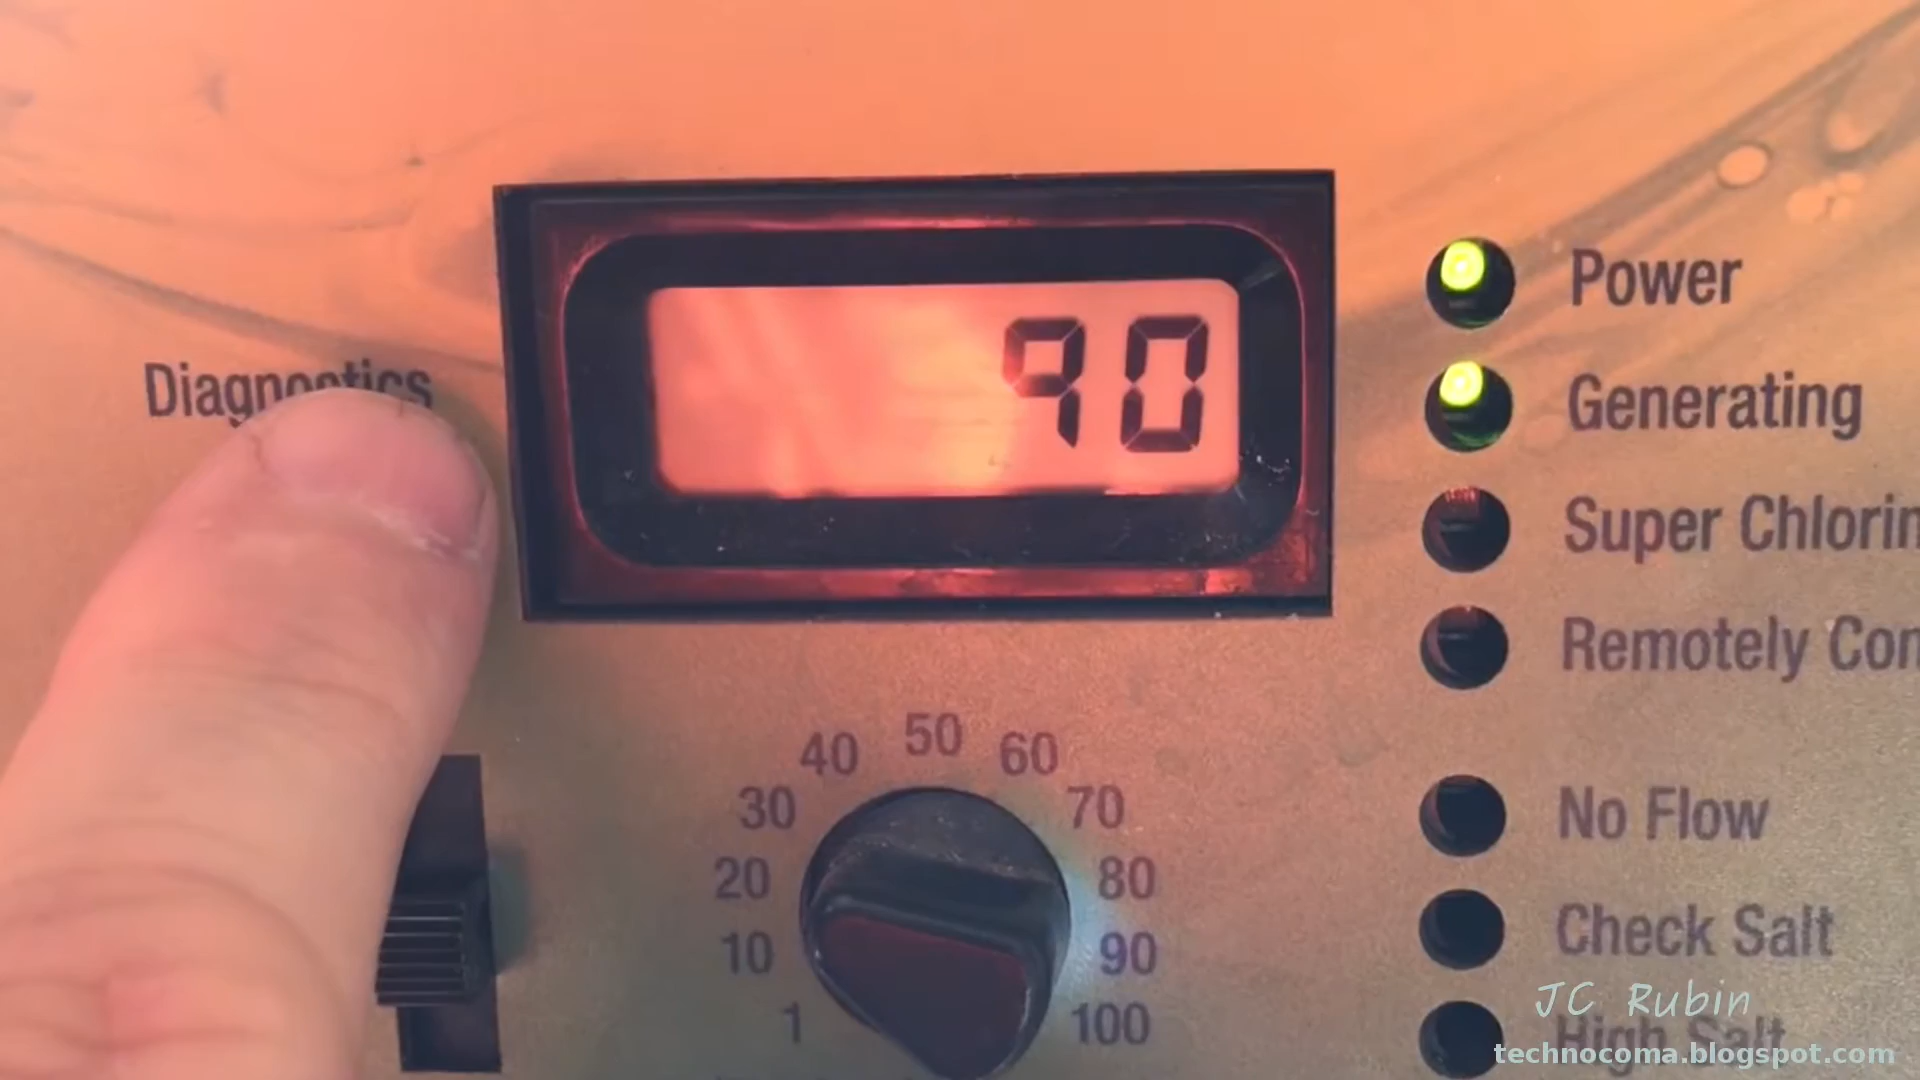 Diagnostics
90
Power
Generating
Super Chlorin
Remotely Con
No Flow
Check Salt
High Salt
50
40 60
30 70
20 80
10 90
1 100
JC Rubin
technocoma.blogspot.com